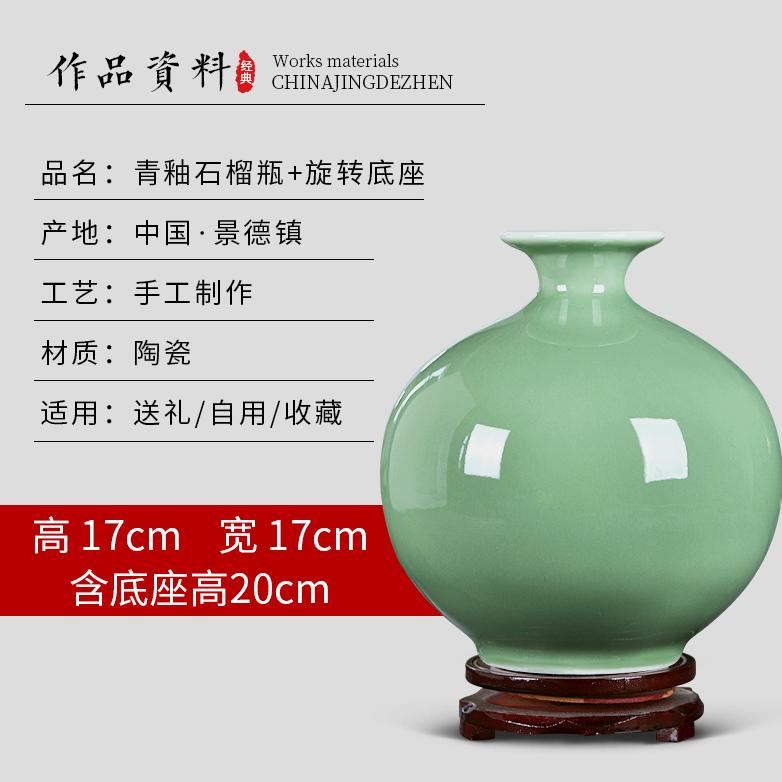 作品資料
经典
Works materials
CHINAJINGDEZHEN
品名：青釉石榴瓶+旋转底座
产地：中国·景德镇
工艺：手工制作
材质：陶瓷
适用：送礼/自用/收藏
高 17cm 宽 17cm
含底座高20cm